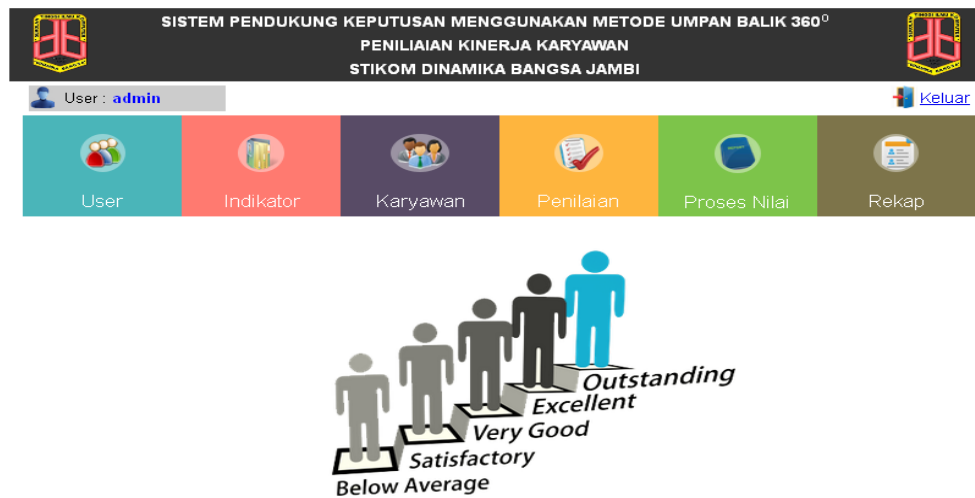 SISTEM PENDUKUNG KEPUTUSAN MENGGUNAKAN METODE UMPAN BALIK 360⁰
PENILIAIAN KINERJA KARYAWAN
STIKOM DINAMIKA BANGSA JAMBI
User : admin
Keluar
User
Indikator
Karyawan
Penilaian
Proses Nilai
Rekap
Outstanding
Excellent
Very Good
Satisfactory
Below Average